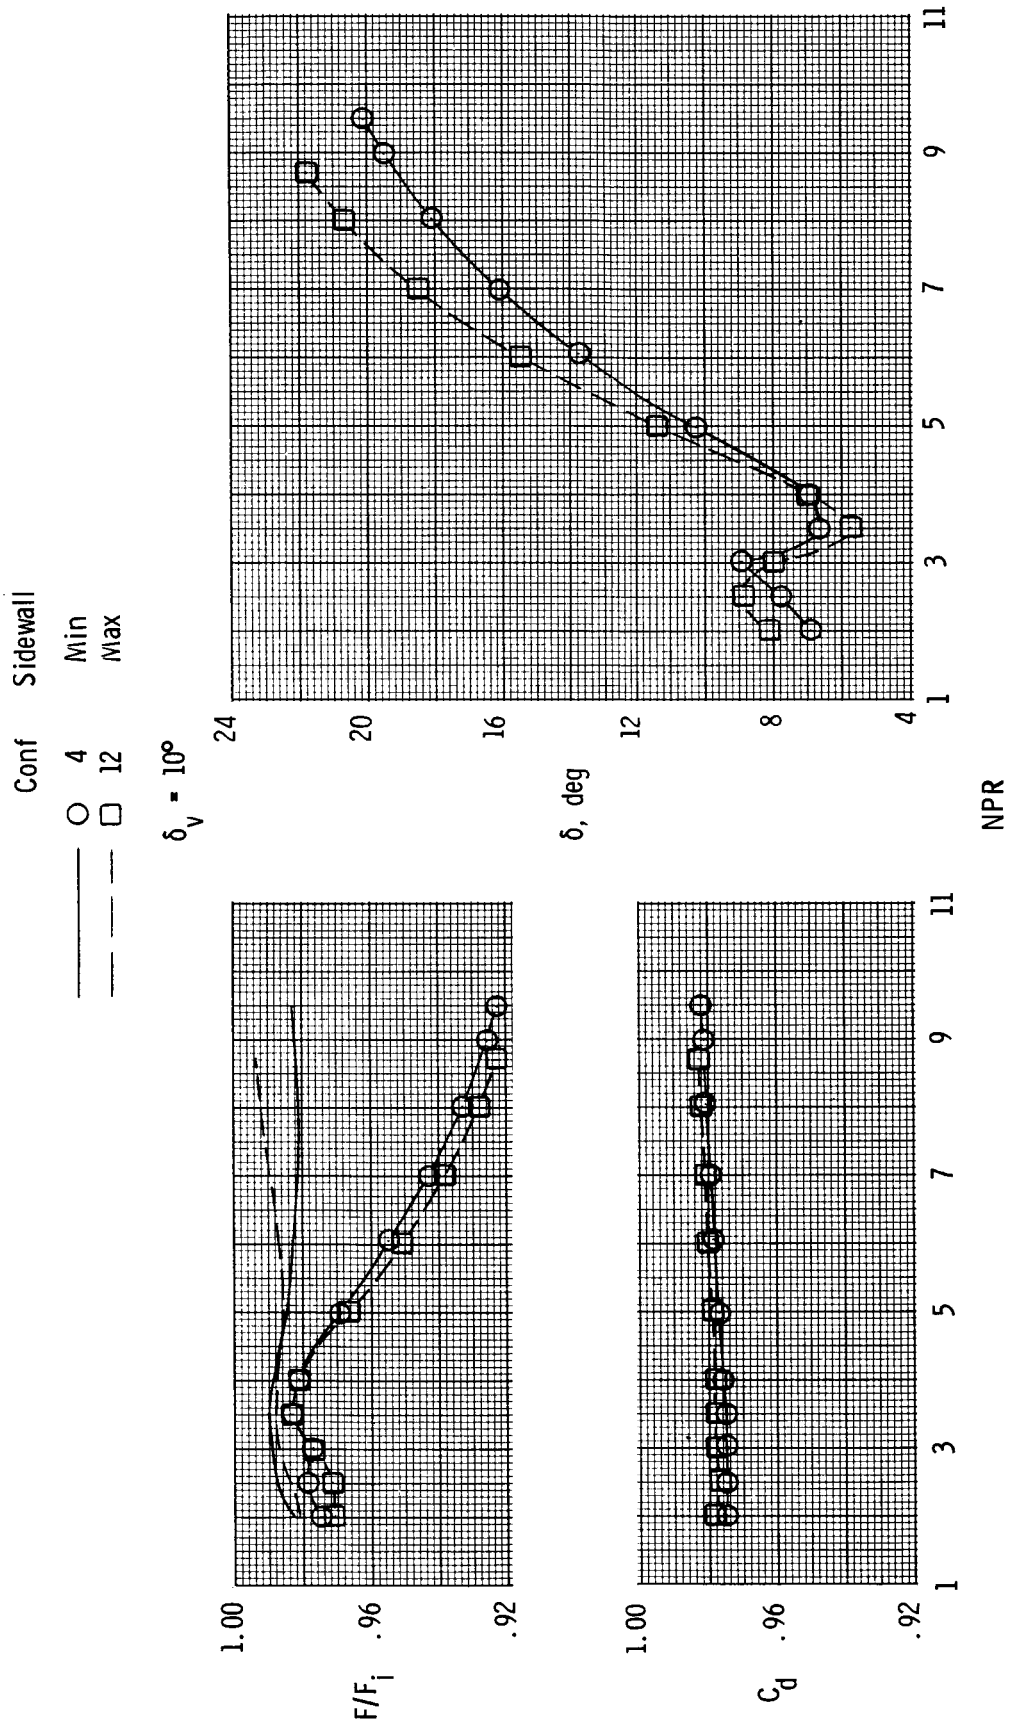 Conf Sidewall
4 Min
12 Max
δv = 10°
F/Fi
1.00
.96
.92
Cd
1.00
.96
.92
1 3 5 7 9 11
δ, deg
24
20
16
12
8
4
1 3 5 7 9 11
NPR